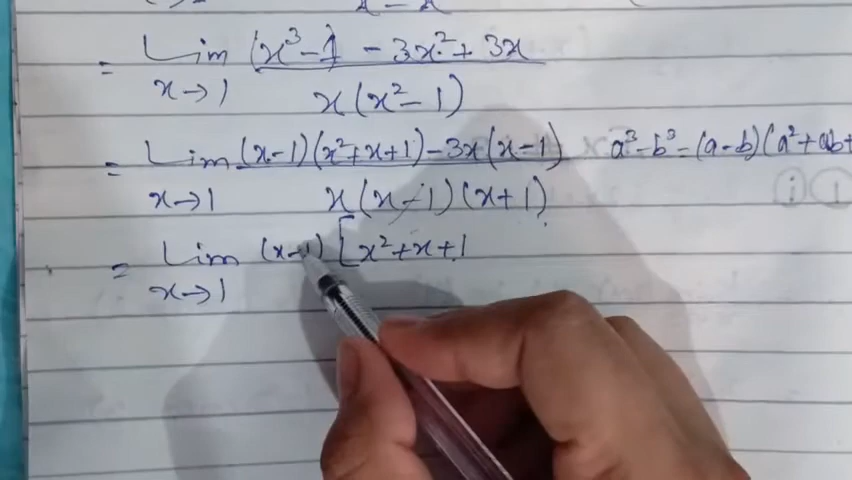 = Lim (x³ - 1) - 3x² + 3x
x→1 x(x² - 1)
= Lim (x-1)(x²+x+1) - 3x(x-1) a³-b³ = (a-b)(a²+ab+
x→1 x(x-1)(x+1)
= Lim (x-1) [x²+x+1
x→1